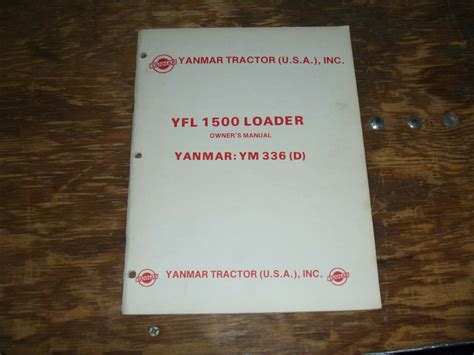 YANMAR TRACTOR (U.S.A.), INC.
YFL 1500 LOADER
OWNER'S MANUAL
YANMAR: YM 336 (D)
YANMAR TRACTOR (U.S.A.), INC.